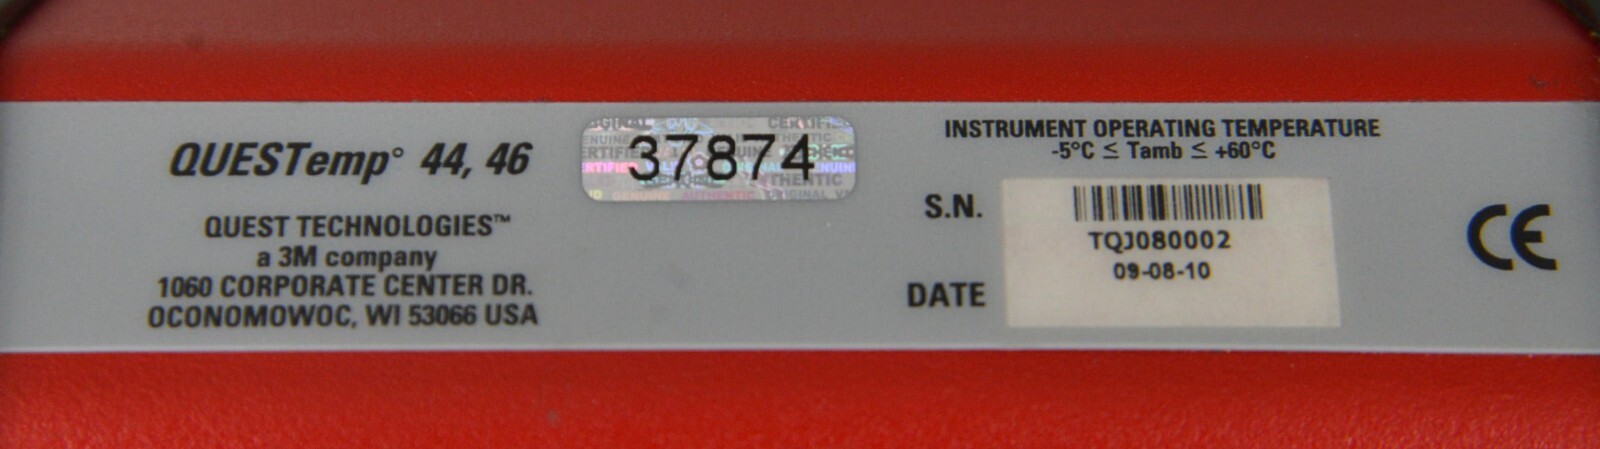 QUESTemp° 44, 46
QUEST TECHNOLOGIES™
a 3M company
1060 CORPORATE CENTER DR.
OCONOMOWOC, WI 53066 USA
37874
INSTRUMENT OPERATING TEMPERATURE
-5°C ≤ Tamb ≤ +60°C
S.N.
TQJ080002
09-08-10
DATE
CE